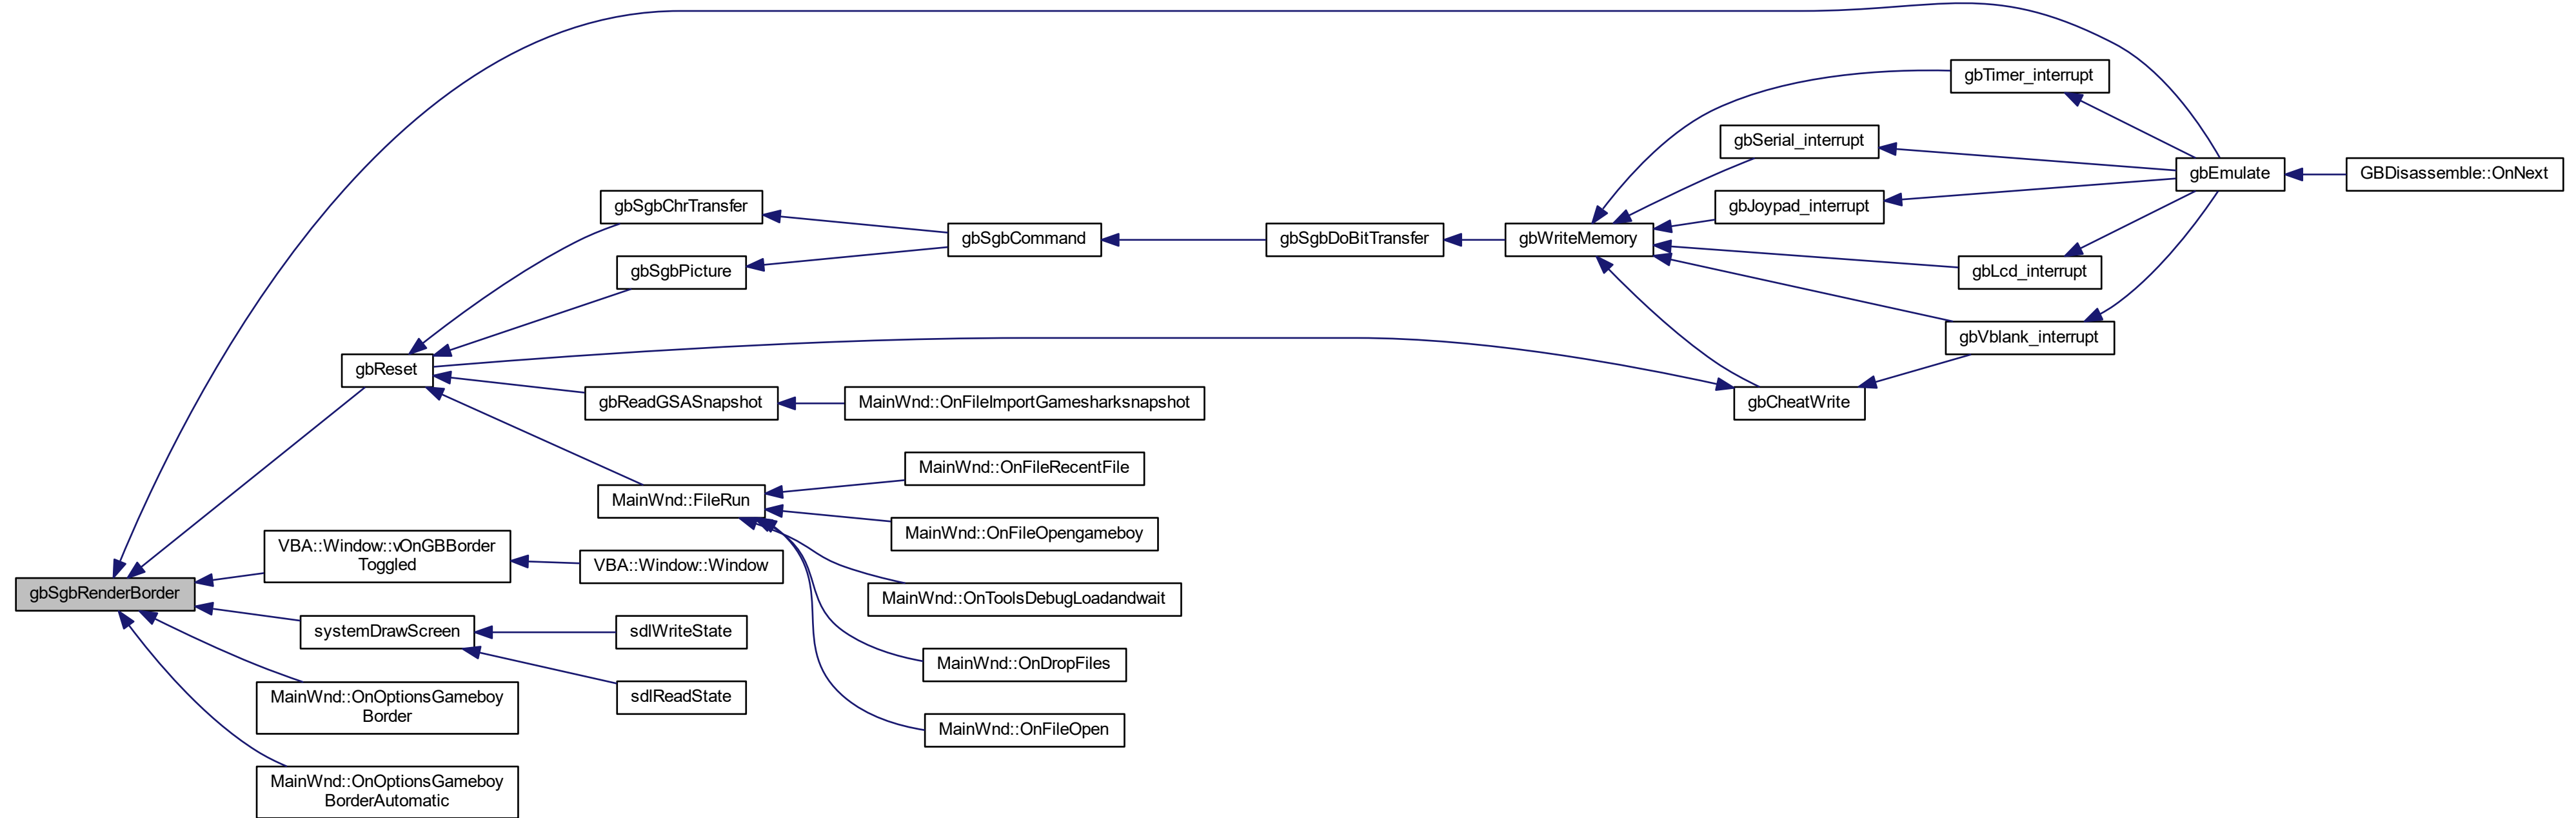 gbTimer_interrupt
gbSerial_interrupt
gbEmulate
GBDisassemble::OnNext
gbSgbChrTransfer
gbJoypad_interrupt
gbSgbCommand
gbSgbDoBitTransfer
gbWriteMemory
gbSgbPicture
gbLcd_interrupt
gbVblank_interrupt
gbReset
gbReadGSASnapshot
MainWnd::OnFileImportGamesharksnapshot
gbCheatWrite
MainWnd::OnFileRecentFile
MainWnd::FileRun
MainWnd::OnFileOpengameboy
VBA::Window::vOnGBBorder
Toggled
VBA::Window::Window
gbSgbRenderBorder
MainWnd::OnToolsDebugLoadandwait
systemDrawScreen
sdlWriteState
MainWnd::OnDropFiles
MainWnd::OnOptionsGameboy
Border
sdlReadState
MainWnd::OnFileOpen
MainWnd::OnOptionsGameboy
BorderAutomatic